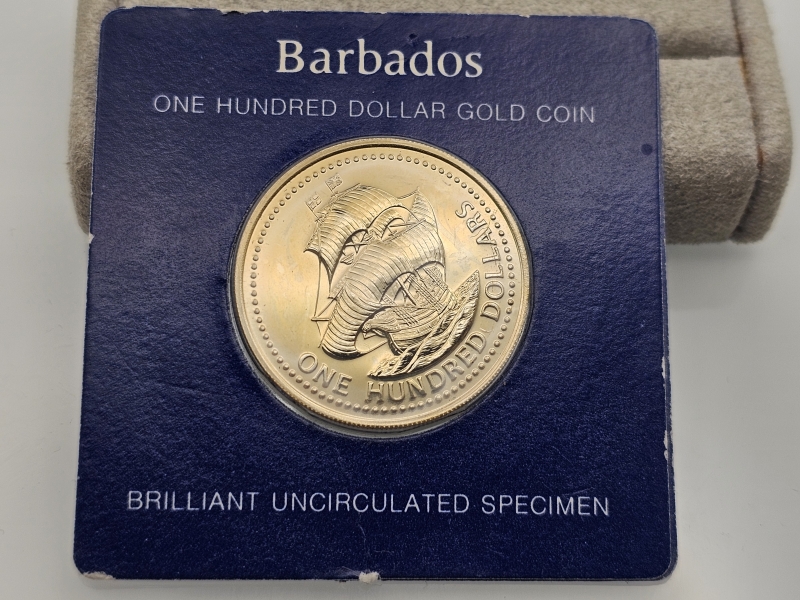 Barbados
ONE HUNDRED DOLLAR GOLD COIN
ONE HUNDRED DOLLARS
BRILLIANT UNCIRCULATED SPECIMEN